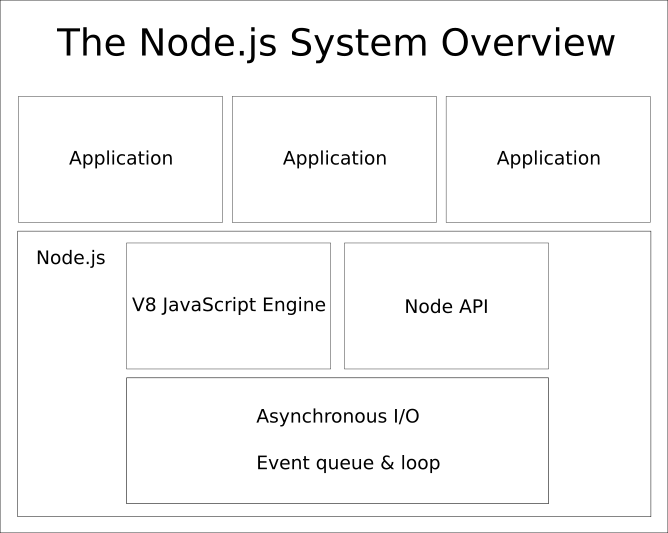 The Node.js System Overview
Application
Application
Application
Node.js
V8 JavaScript Engine
Node API
Asynchronous I/O
Event queue & loop